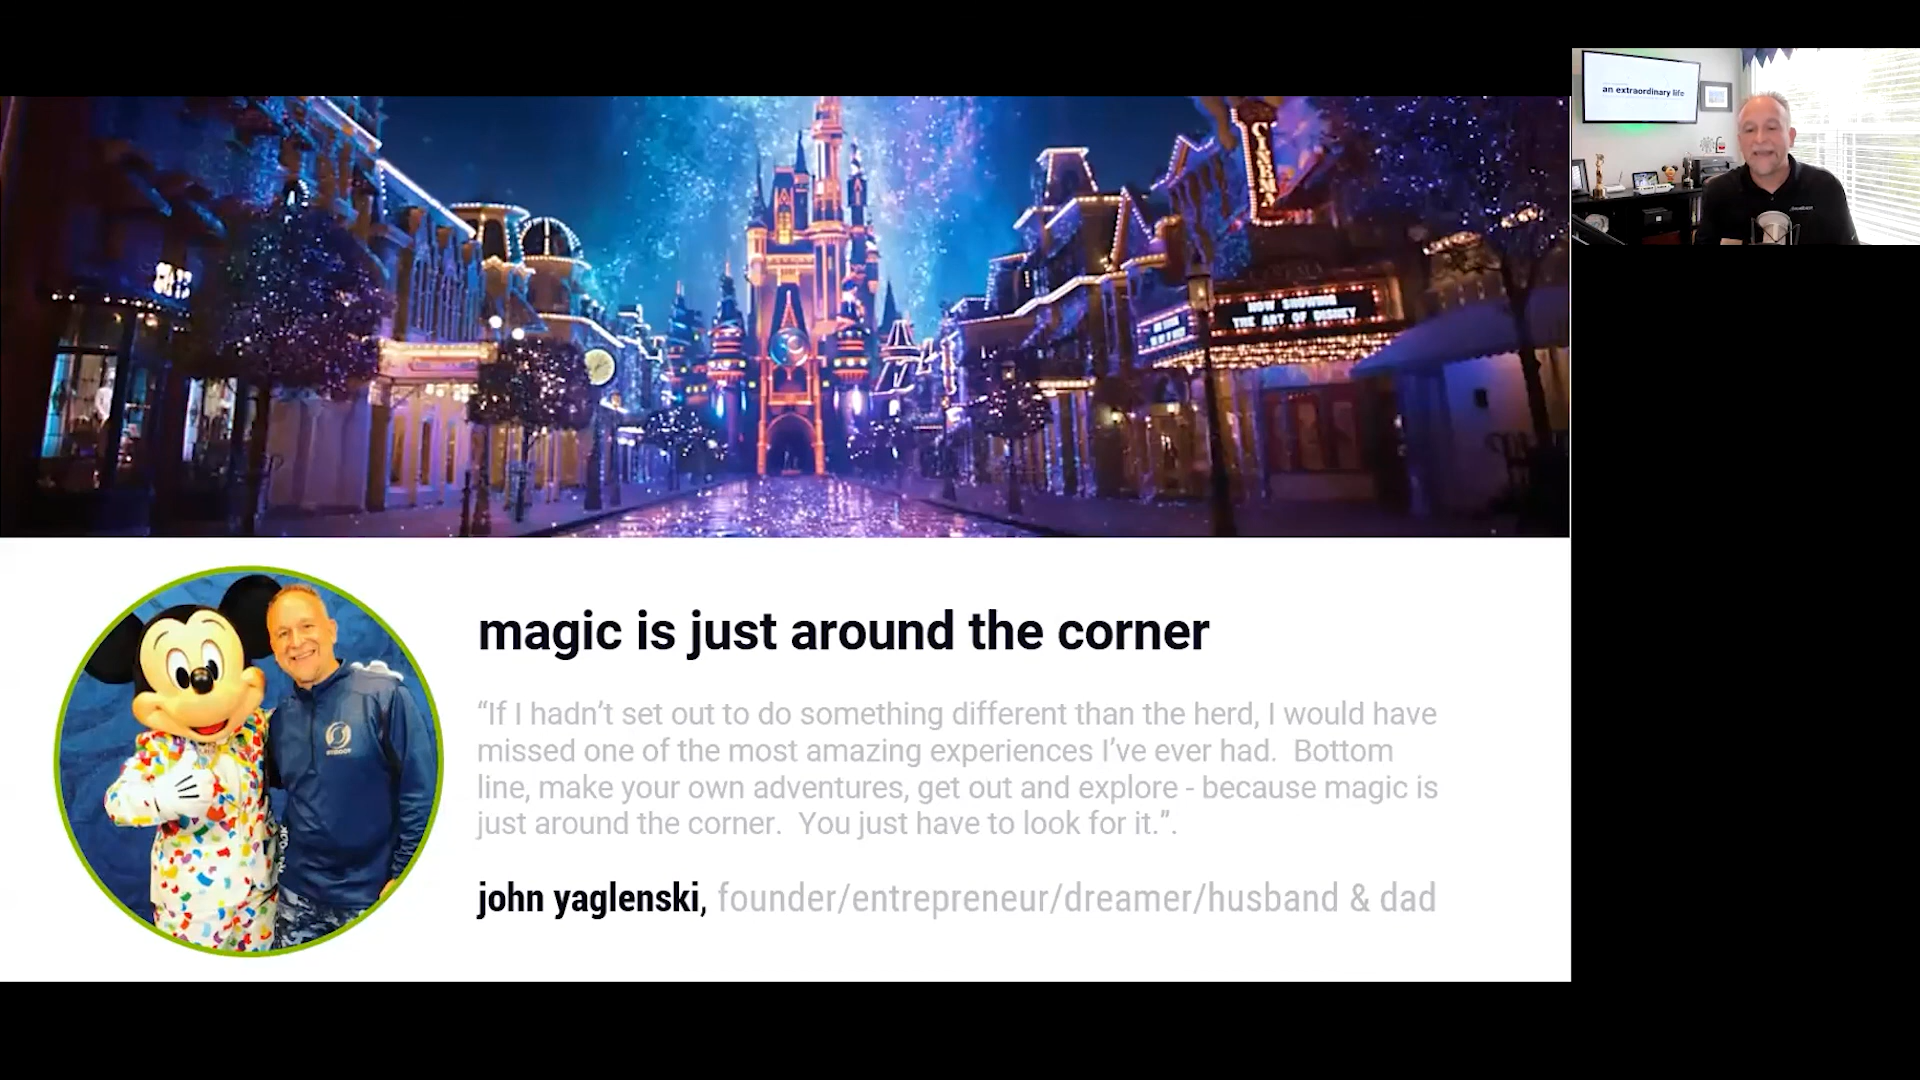 CINEMA
NOW SHOWING
THE ART OF DISNEY
an extraordinary life
magic is just around the corner
“If I hadn’t set out to do something different than the herd, I would have
missed one of the most amazing experiences I’ve ever had.  Bottom
line, make your own adventures, get out and explore - because magic is
just around the corner.  You just have to look for it.”.
john yaglenski, founder/entrepreneur/dreamer/husband & dad